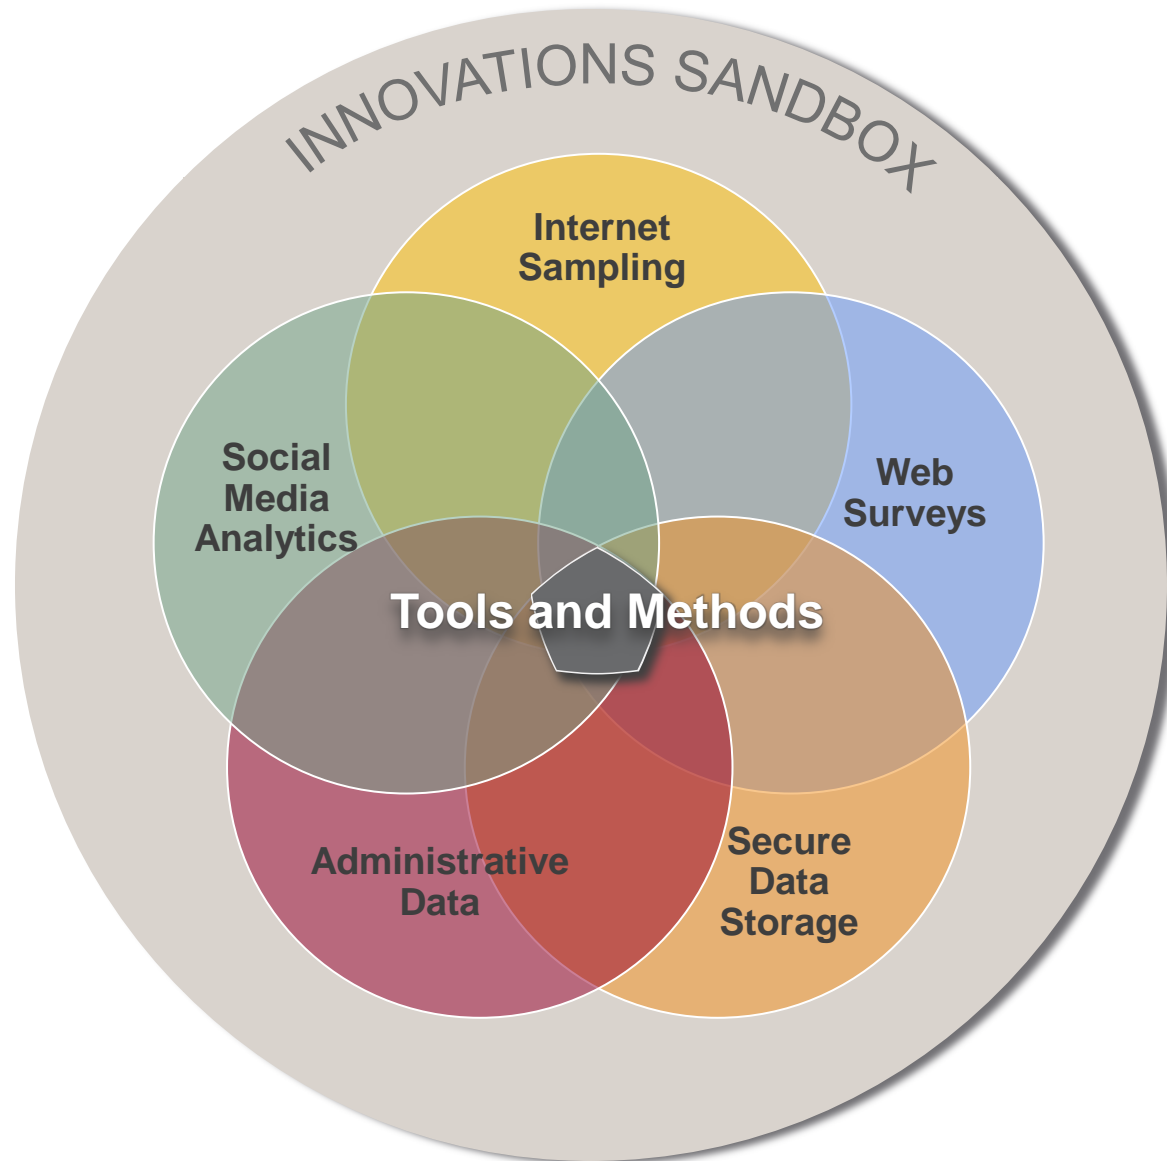 INNOVATIONS SANDBOX
Internet
Sampling
Social
Media
Analytics
Web
Surveys
Tools and Methods
Administrative
Data
Secure
Data
Storage